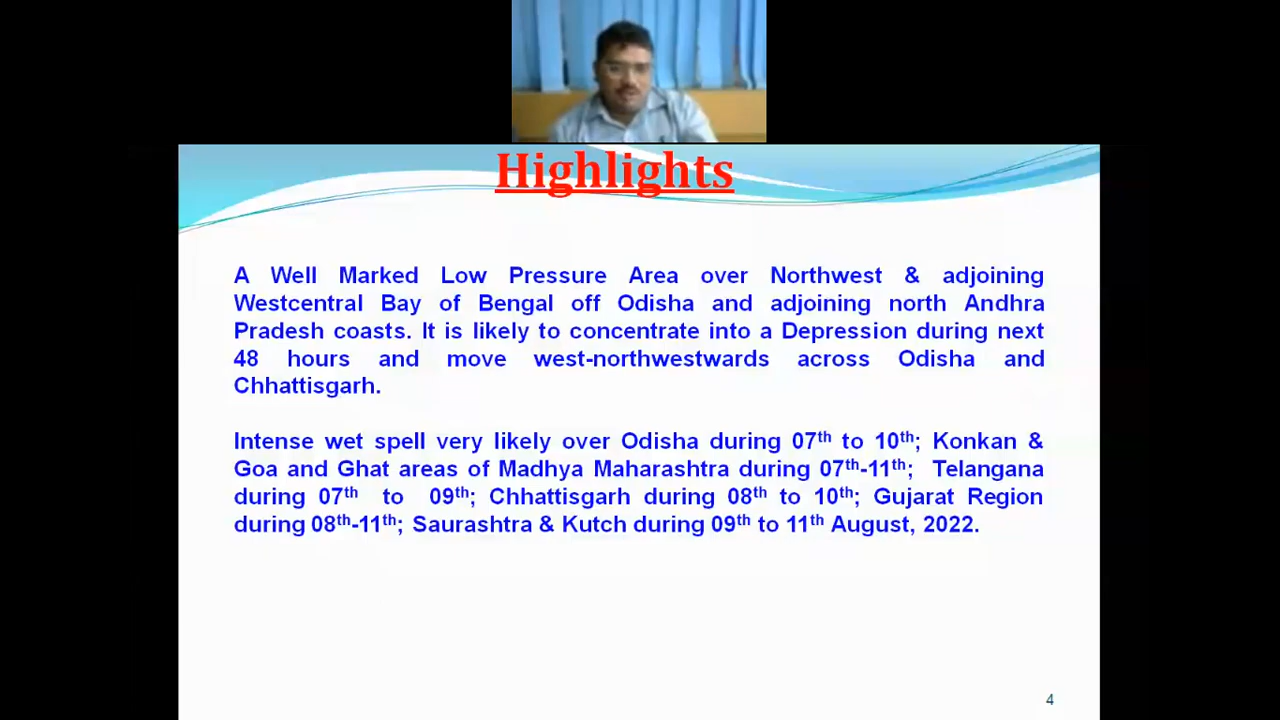 Highlights
A Well Marked Low Pressure Area over Northwest & adjoining
Westcentral Bay of Bengal off Odisha and adjoining north Andhra
Pradesh coasts. It is likely to concentrate into a Depression during next
48 hours and move west-northwestwards across Odisha and
Chhattisgarh.
Intense wet spell very likely over Odisha during 07th to 10th; Konkan &
Goa and Ghat areas of Madhya Maharashtra during 07th-11th; Telangana
during 07th to 09th; Chhattisgarh during 08th to 10th; Gujarat Region
during 08th-11th; Saurashtra & Kutch during 09th to 11th August, 2022.
4